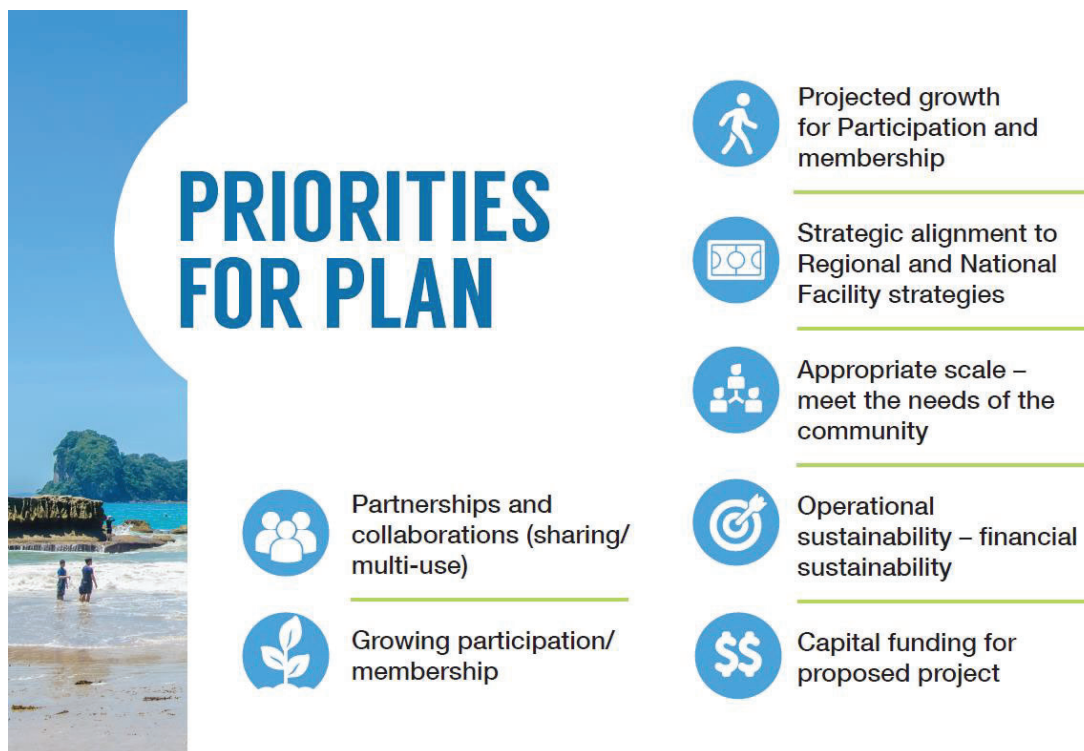 PRIORITIES
FOR PLAN
Partnerships and
collaborations (sharing/
multi-use)
Growing participation/
membership
Projected growth
for Participation and
membership
Strategic alignment to
Regional and National
Facility strategies
Appropriate scale –
meet the needs of the
community
Operational
sustainability – financial
sustainability
$$
Capital funding for
proposed project